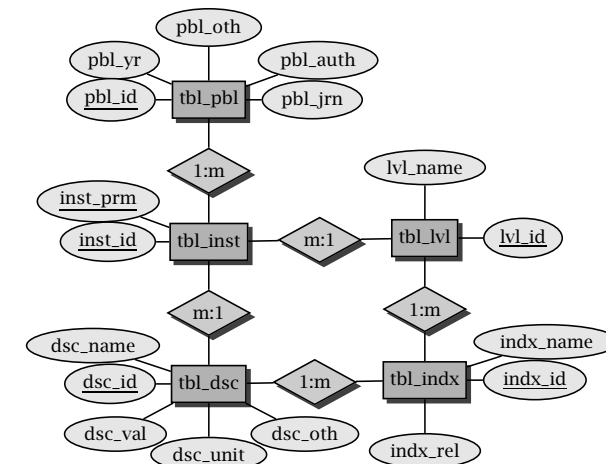 pbl_oth
pbl_yr
pbl_auth
pbl_id
tbl_pbl
pbl_jrn
1:m
lvl_name
inst_prm
inst_id
tbl_inst
m:1
tbl_lvl
lvl_id
m:1
1:m
dsc_name
indx_name
dsc_id
tbl_dsc
1:m
tbl_indx
indx_id
dsc_val
dsc_oth
dsc_unit
indx_rel